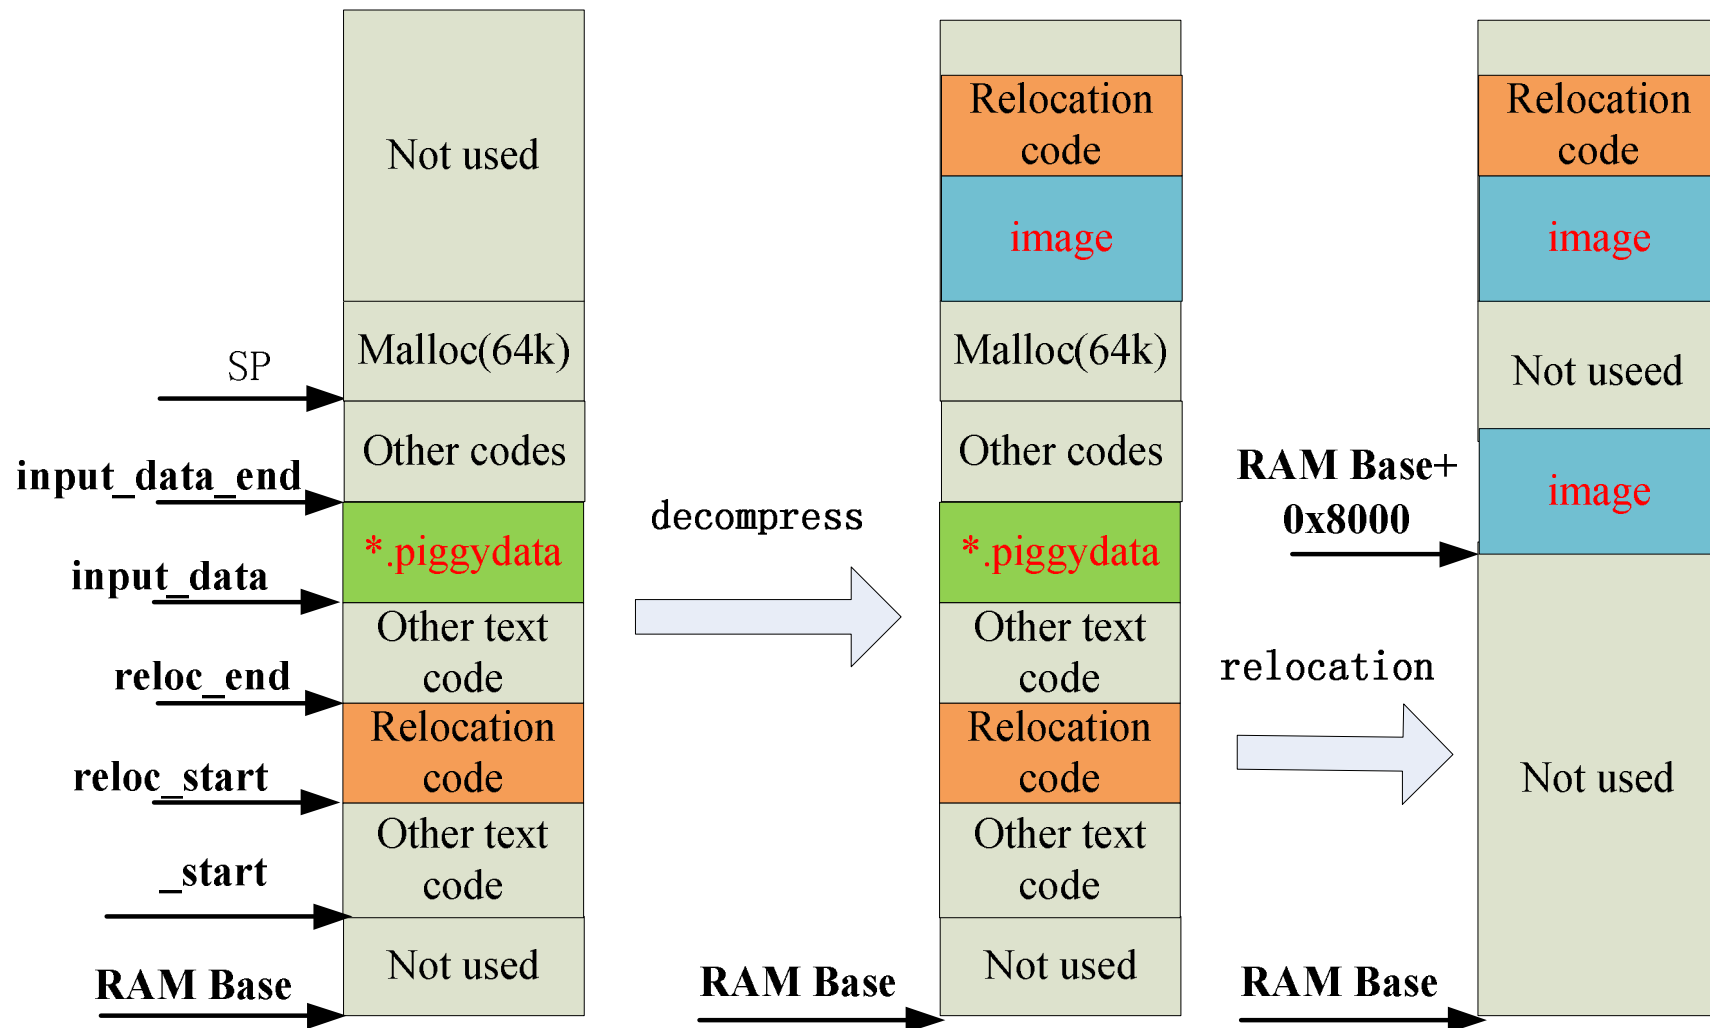 Not used
Malloc(64k)
SP
Other codes
input_data_end
*.piggydata
input_data
Other text
code
reloc_end
Relocation
code
reloc_start
Other text
code
_start
Not used
RAM Base
decompress
Relocation
code
image
Malloc(64k)
Other codes
*.piggydata
Other text
code
Relocation
code
Other text
code
Not used
RAM Base
relocation
Relocation
code
image
Not useed
RAM Base+
0x8000
image
Not used
RAM Base